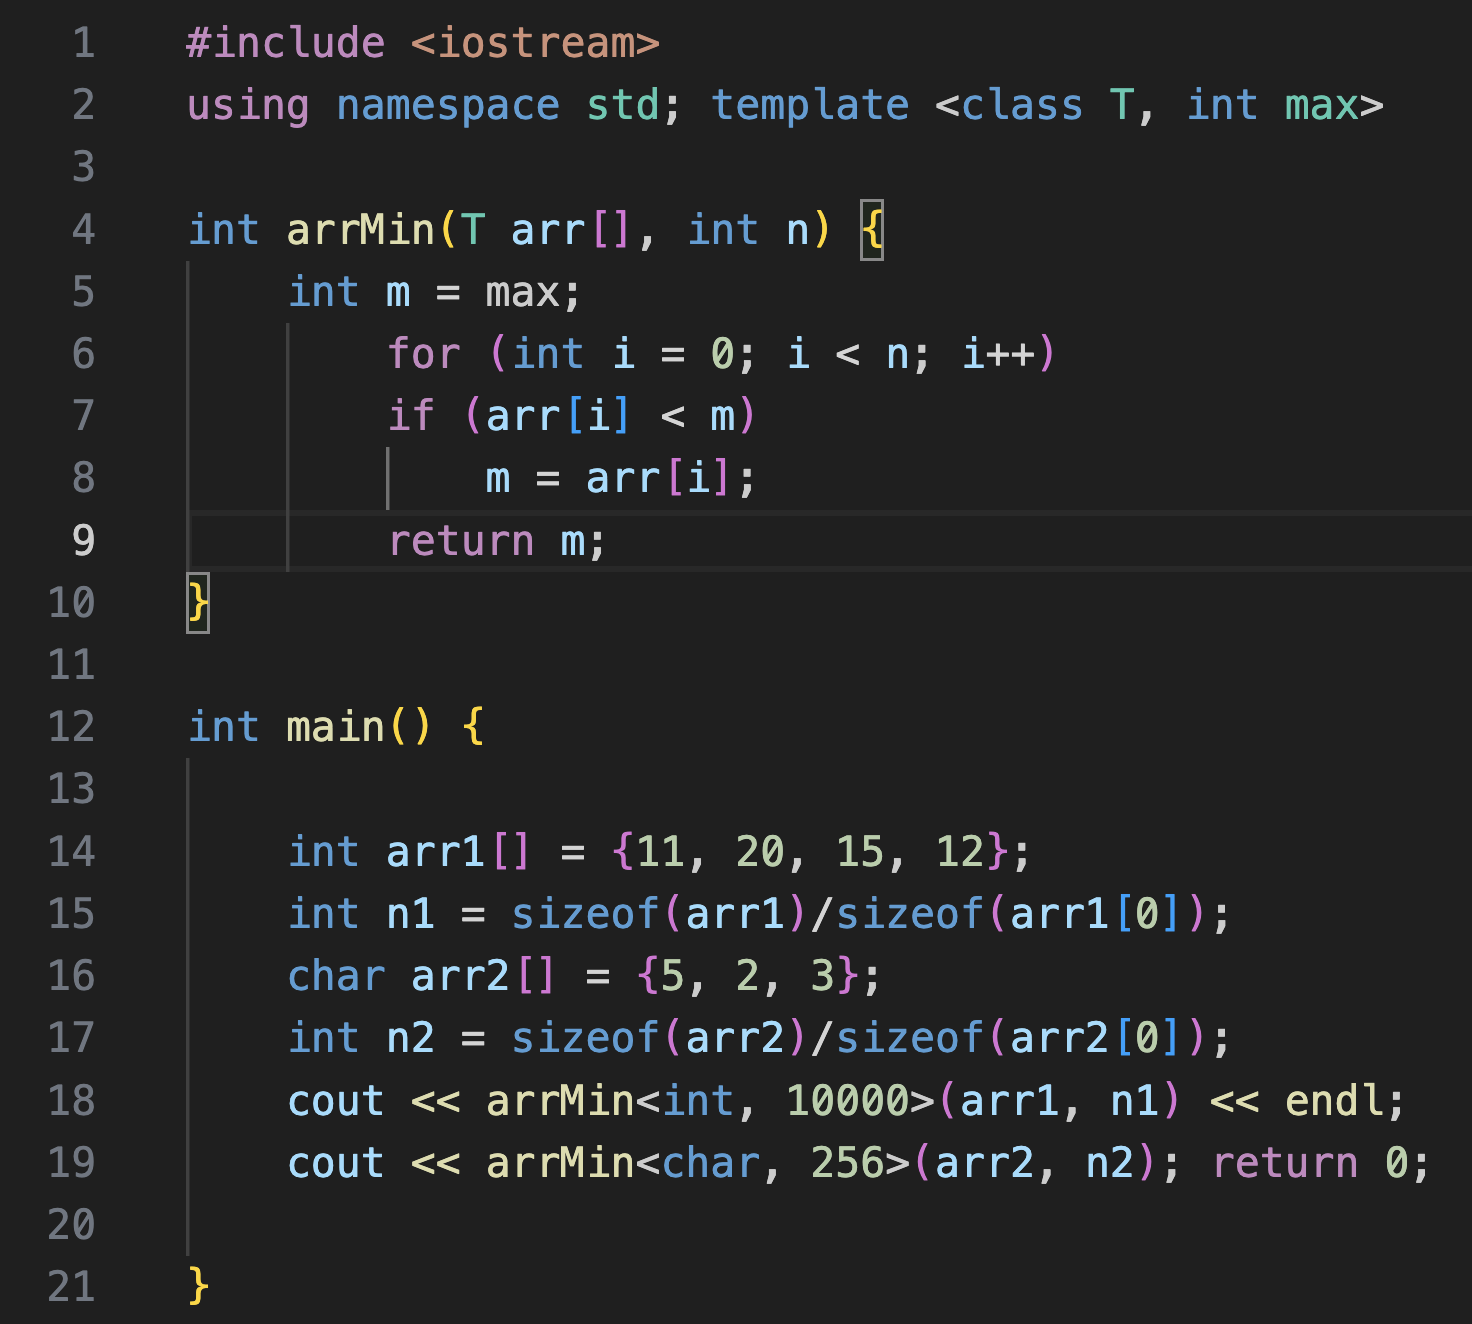 1 #include <iostream>
2 using namespace std; template <class T, int max>
3
4 int arrMin(T arr[], int n) {
5 int m = max;
6 for (int i = 0; i < n; i++)
7 if (arr[i] < m)
8 m = arr[i];
9 return m;
10 }
11
12 int main() {
13
14 int arr1[] = {11, 20, 15, 12};
15 int n1 = sizeof(arr1)/sizeof(arr1[0]);
16 char arr2[] = {5, 2, 3};
17 int n2 = sizeof(arr2)/sizeof(arr2[0]);
18 cout << arrMin<int, 10000>(arr1, n1) << endl;
19 cout << arrMin<char, 256>(arr2, n2); return 0;
20
21 }